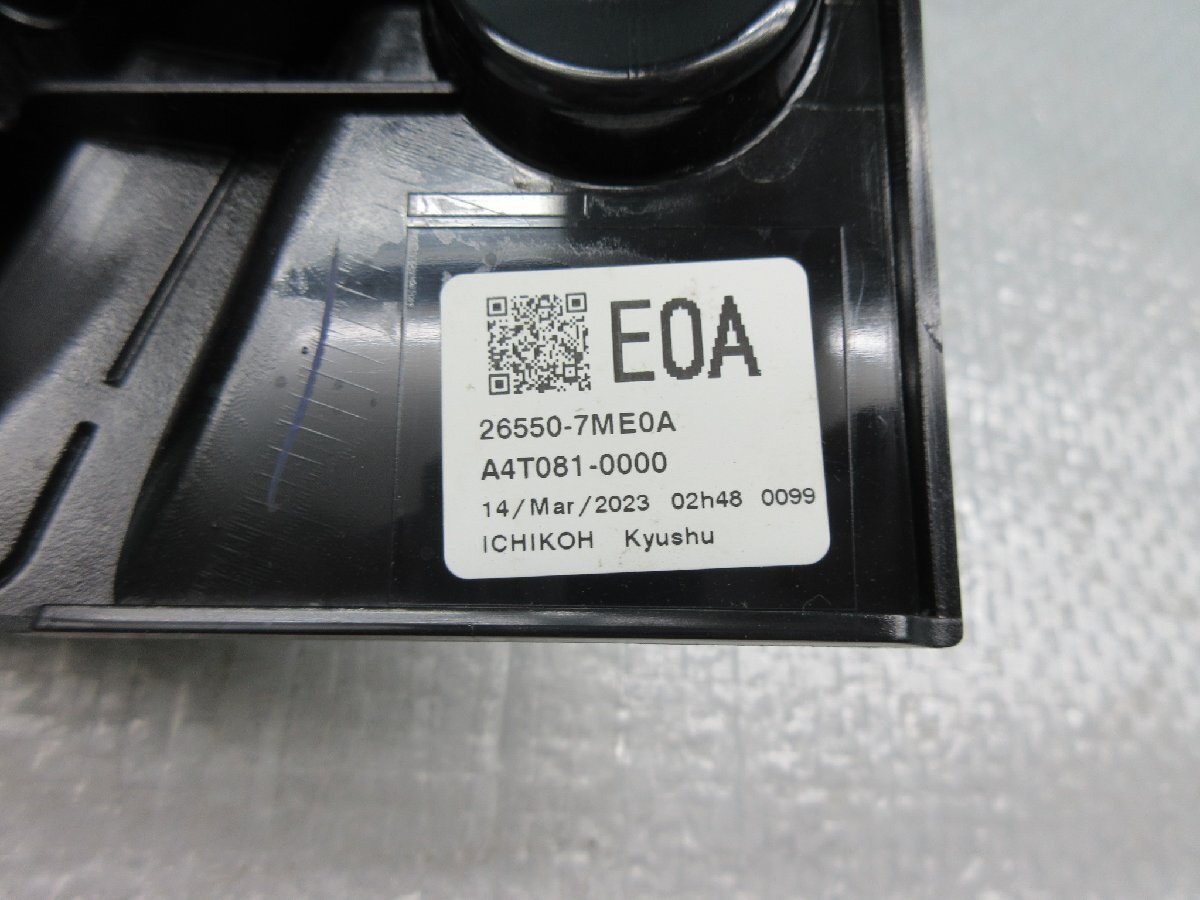 E0A
26550-7ME0A
A4T081-0000
14/Mar/2023 02h48 0099
ICHIKOH Kyushu